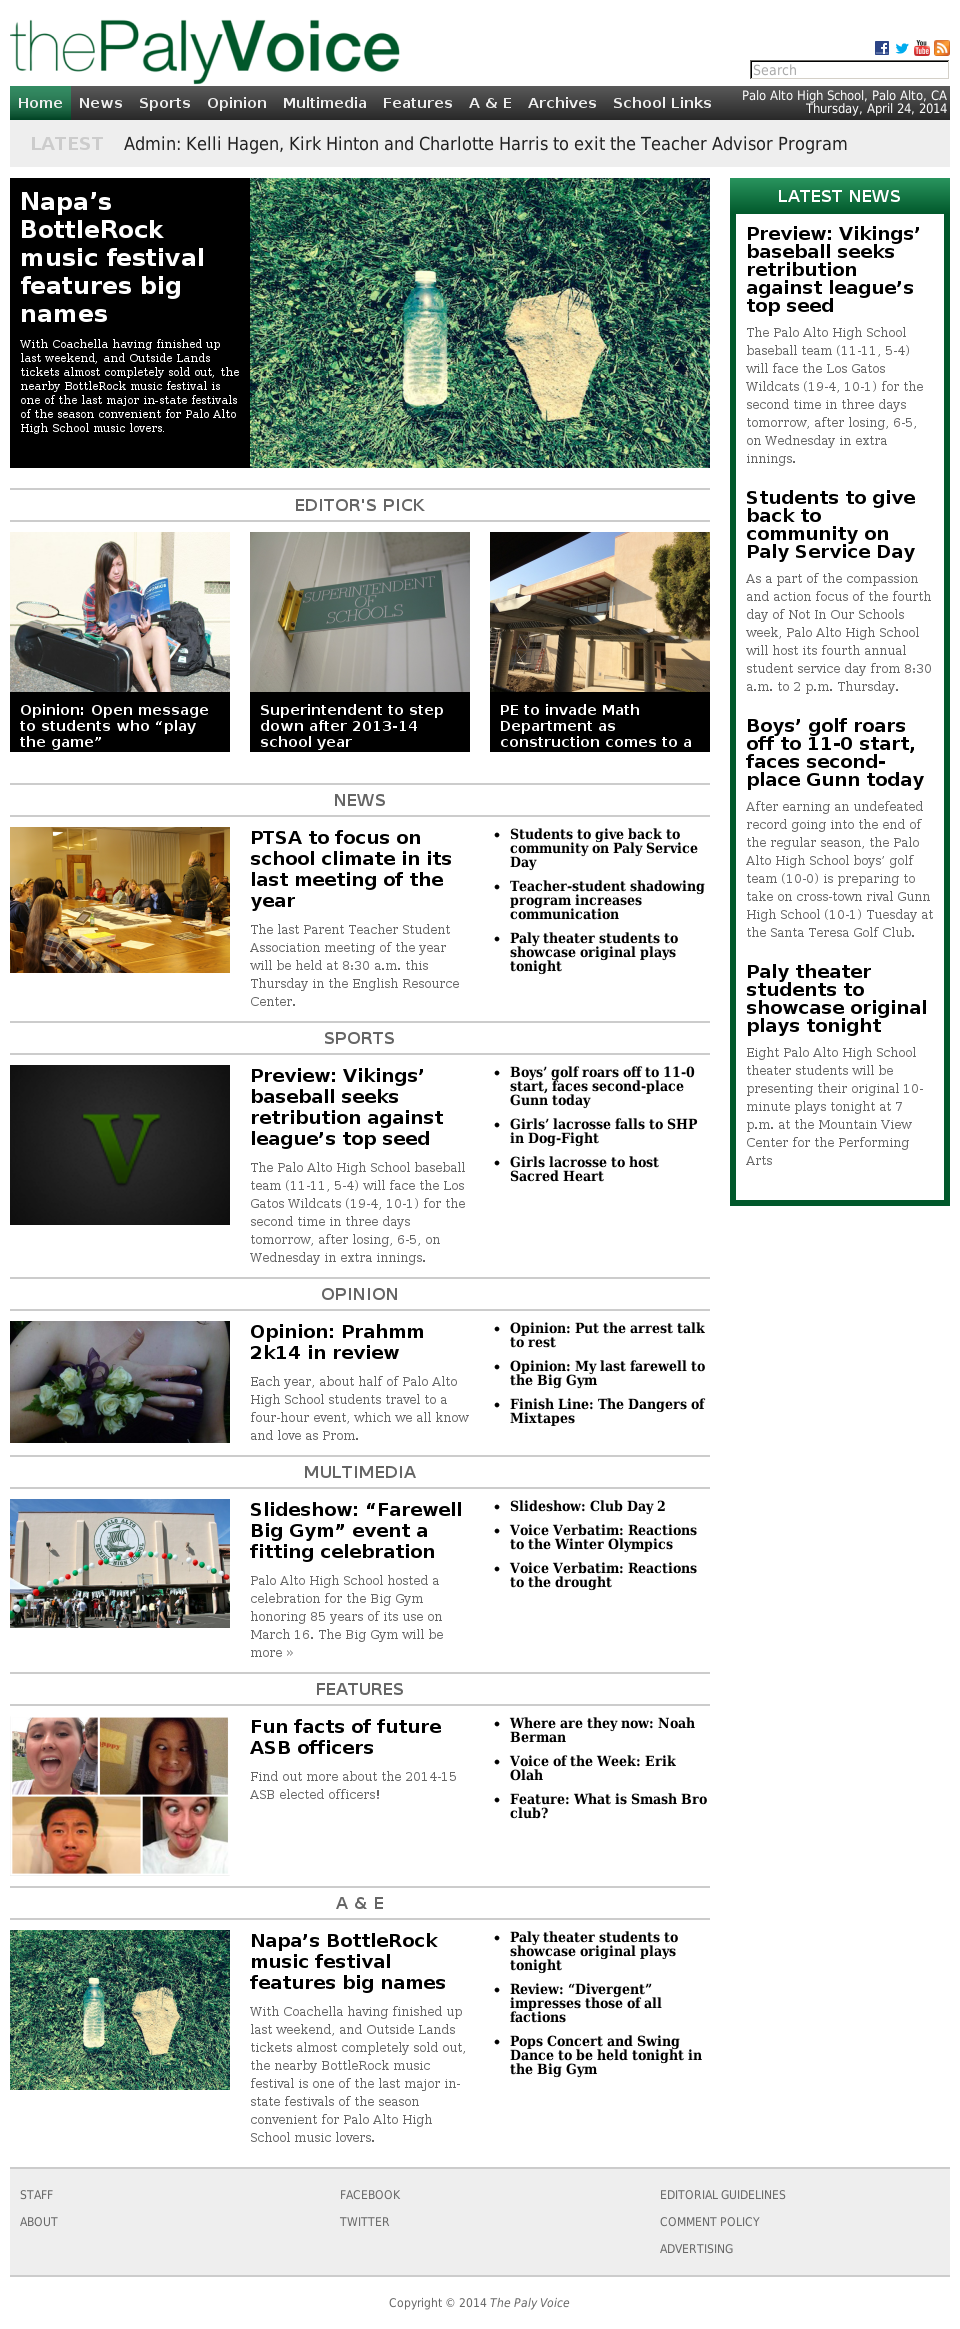 thePalyVoice
Search
Home News Sports Opinion Multimedia Features A & E Archives School Links
Palo Alto High School, Palo Alto, CA
Thursday, April 24, 2014
LATEST Admin: Kelli Hagen, Kirk Hinton and Charlotte Harris to exit the Teacher Advisor Program
Napa’s
BottleRock
music festival
features big
names
With Coachella having finished up
last weekend, and Outside Lands
tickets almost completely sold out, the
nearby BottleRock music festival is
one of the last major in-state festivals
of the season convenient for Palo Alto
High School music lovers.
EDITOR'S PICK
SUPERINTENDENT
OF
SCHOOLS
Opinion: Open message
to students who “play
the game”
Superintendent to step
down after 2013-14
school year
PE to invade Math
Department as
construction comes to a
NEWS
PTSA to focus on
school climate in its
last meeting of the
year
The last Parent Teacher Student
Association meeting of the year
will be held at 8:30 a.m. this
Thursday in the English Resource
Center.
• Students to give back to
community on Paly Service
Day
• Teacher-student shadowing
program increases
communication
• Paly theater students to
showcase original plays
tonight
SPORTS
V
Preview: Vikings’
baseball seeks
retribution against
league’s top seed
The Palo Alto High School baseball
team (11-11, 5-4) will face the Los
Gatos Wildcats (19-4, 10-1) for the
second time in three days
tomorrow, after losing, 6-5, on
Wednesday in extra innings.
• Boys’ golf roars off to 11-0
start, faces second-place
Gunn today
• Girls’ lacrosse falls to SHP
in Dog-Fight
• Girls lacrosse to host
Sacred Heart
OPINION
Opinion: Prahmm
2k14 in review
Each year, about half of Palo Alto
High School students travel to a
four-hour event, which we all know
and love as Prom.
• Opinion: Put the arrest talk
to rest
• Opinion: My last farewell to
the Big Gym
• Finish Line: The Dangers of
Mixtapes
MULTIMEDIA
PALO ALTO
SENIOR HIGH SCHOOL
Slideshow: “Farewell
Big Gym” event a
fitting celebration
Palo Alto High School hosted a
celebration for the Big Gym
honoring 85 years of its use on
March 16. The Big Gym will be
more »
• Slideshow: Club Day 2
• Voice Verbatim: Reactions
to the Winter Olympics
• Voice Verbatim: Reactions
to the drought
FEATURES
Fun facts of future
ASB officers
Find out more about the 2014-15
ASB elected officers!
• Where are they now: Noah
Berman
• Voice of the Week: Erik
Olah
• Feature: What is Smash Bro
club?
A & E
Napa’s BottleRock
music festival
features big names
With Coachella having finished up
last weekend, and Outside Lands
tickets almost completely sold out,
the nearby BottleRock music
festival is one of the last major in-
state festivals of the season
convenient for Palo Alto High
School music lovers.
• Paly theater students to
showcase original plays
tonight
• Review: “Divergent”
impresses those of all
factions
• Pops Concert and Swing
Dance to be held tonight in
the Big Gym
LATEST NEWS
Preview: Vikings’
baseball seeks
retribution
against league’s
top seed
The Palo Alto High School
baseball team (11-11, 5-4)
will face the Los Gatos
Wildcats (19-4, 10-1) for the
second time in three days
tomorrow, after losing, 6-5,
on Wednesday in extra
innings.
Students to give
back to
community on
Paly Service Day
As a part of the compassion
and action focus of the fourth
day of Not In Our Schools
week, Palo Alto High School
will host its fourth annual
student service day from 8:30
a.m. to 2 p.m. Thursday.
Boys’ golf roars
off to 11-0 start,
faces second-
place Gunn today
After earning an undefeated
record going into the end of
the regular season, the Palo
Alto High School boys’ golf
team (10-0) is preparing to
take on cross-town rival Gunn
High School (10-1) Tuesday at
the Santa Teresa Golf Club.
Paly theater
students to
showcase original
plays tonight
Eight Palo Alto High School
theater students will be
presenting their original 10-
minute plays tonight at 7
p.m. at the Mountain View
Center for the Performing
Arts
STAFF
ABOUT
FACEBOOK
TWITTER
EDITORIAL GUIDELINES
COMMENT POLICY
ADVERTISING
Copyright © 2014 The Paly Voice